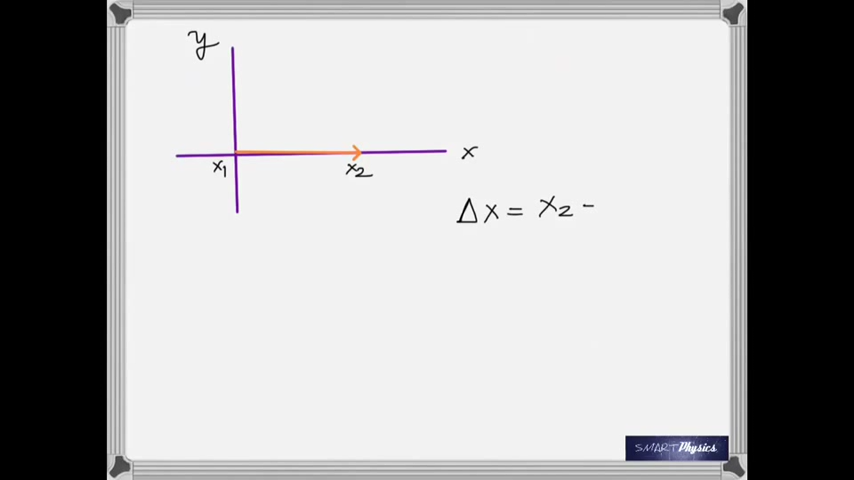 y
x
x₁
x₂
Δx = x₂ -
SMARTPhysics